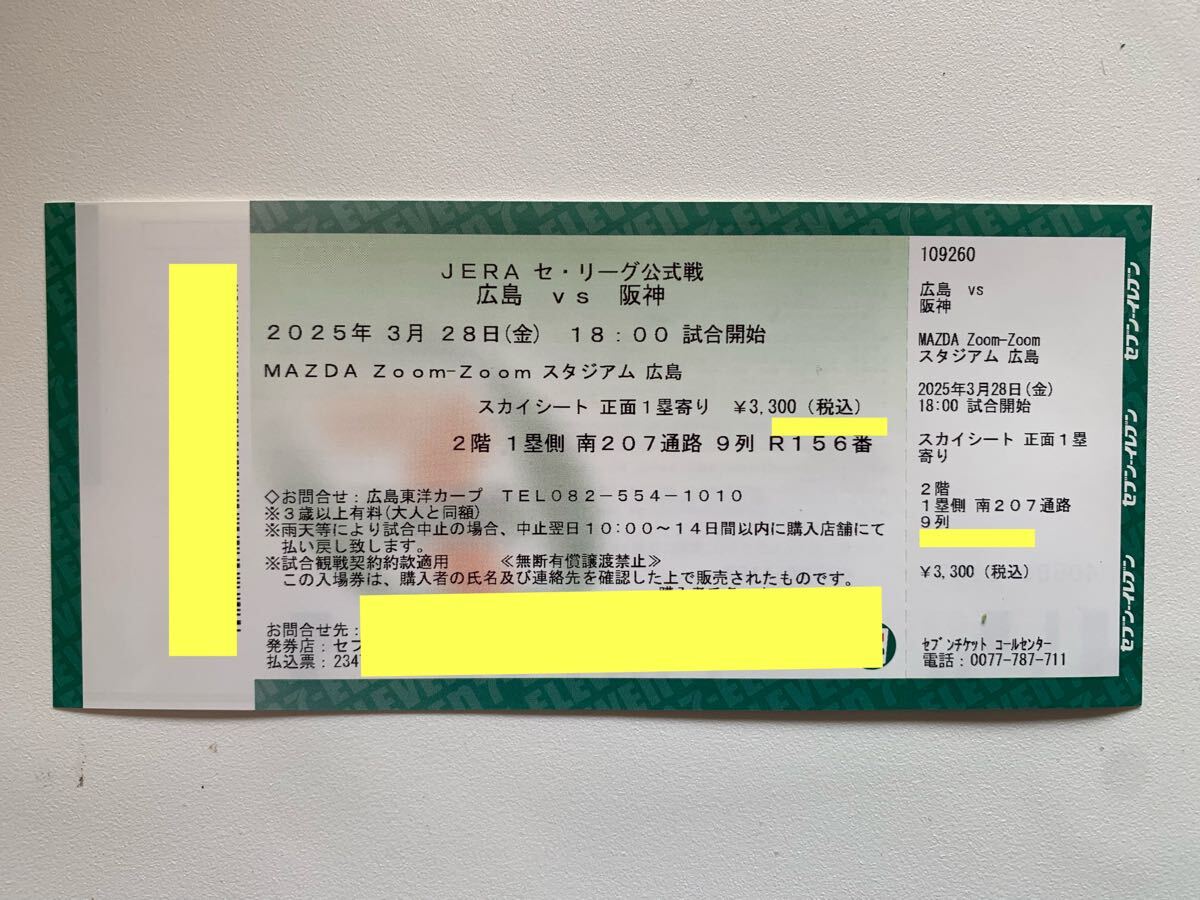 JERA セ・リーグ公式戦
広島 vs 阪神
2025年 3月 28日(金) 18:00 試合開始
MAZDA Zoom-Zoom スタジアム 広島
スカイシート 正面1塁寄り ¥3,300 (税込)
2階 1塁側 南207通路 9列 R156番
◇お問合せ:広島東洋カープ TEL082-554-1010
※3歳以上有料(大人と同額)
※雨天等により試合中止の場合、中止翌日10:00~14日間以内に購入店舗にて
払い戻し致します。
※試合観戦契約約款適用 ≪無断有償譲渡禁止≫
この入場券は、購入者の氏名及び連絡先を確認した上で販売されたものです。
お問合せ先:
発券店:セブ
払込票:234
109260
広島 vs
阪神
MAZDA Zoom-Zoom
スタジアム 広島
2025年3月28日(金)
18:00 試合開始
スカイシート 正面1塁
寄り
2階
1塁側 南207通路
9列
¥3,300 (税込)
セブンチケット コールセンター
電話:0077-787-711
セブン-イレブン
セブン-イレブン
セブン-イレブン